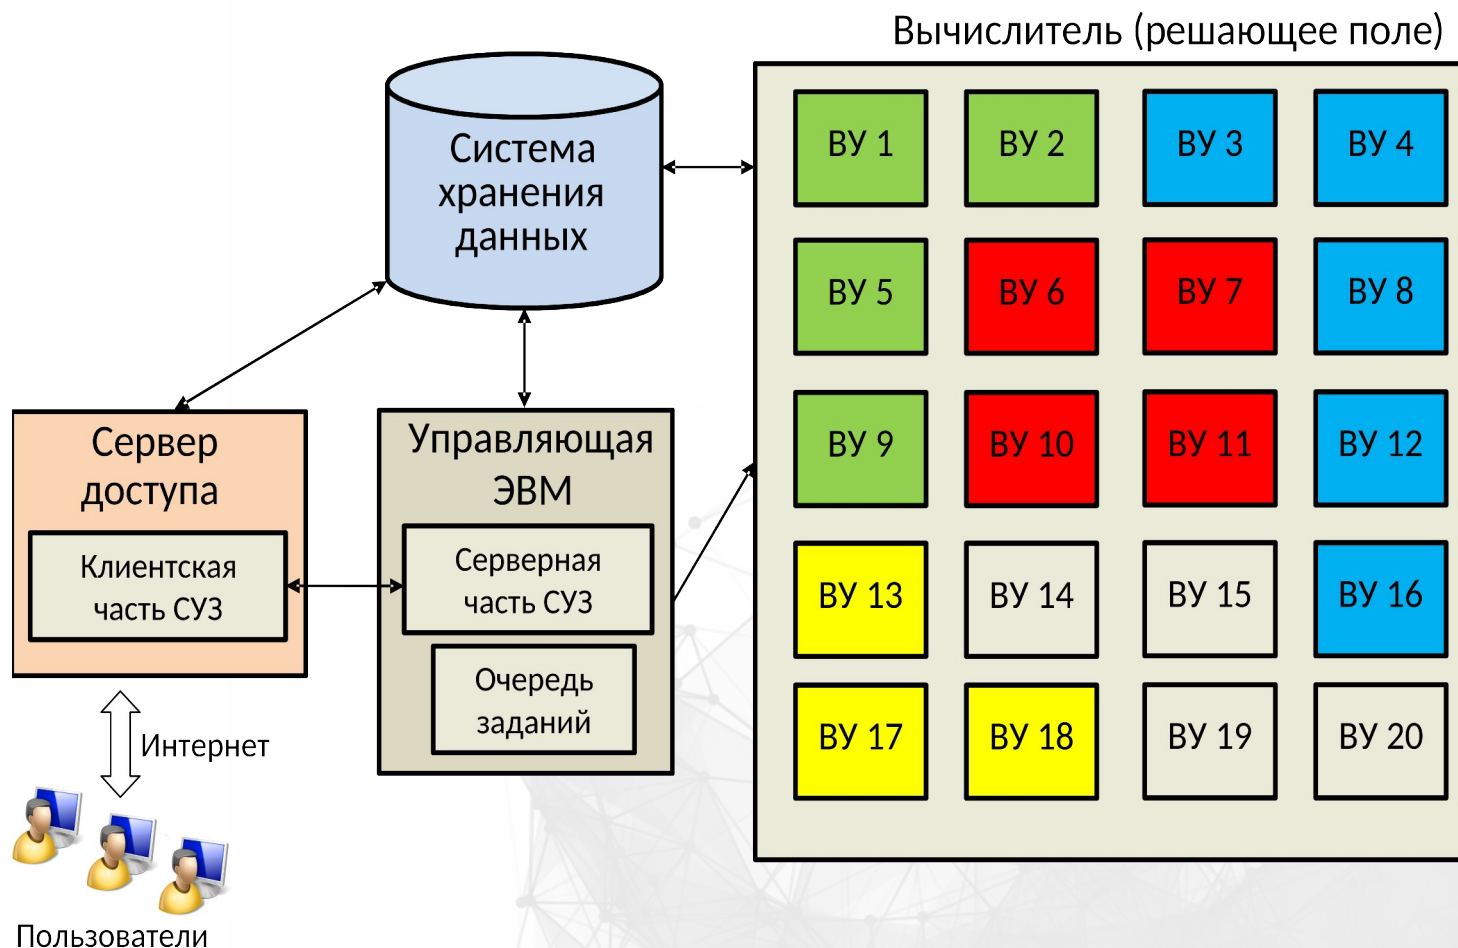 Вычислитель (решающее поле)
Система
хранения
данных
ВУ 1
ВУ 2
ВУ 3
ВУ 4
ВУ 5
ВУ 6
ВУ 7
ВУ 8
ВУ 9
ВУ 10
ВУ 11
ВУ 12
ВУ 13
ВУ 14
ВУ 15
ВУ 16
ВУ 17
ВУ 18
ВУ 19
ВУ 20
Сервер
доступа
Клиентская
часть СУЗ
Управляющая
ЭВМ
Серверная
часть СУЗ
Очередь
заданий
Интернет
Пользователи